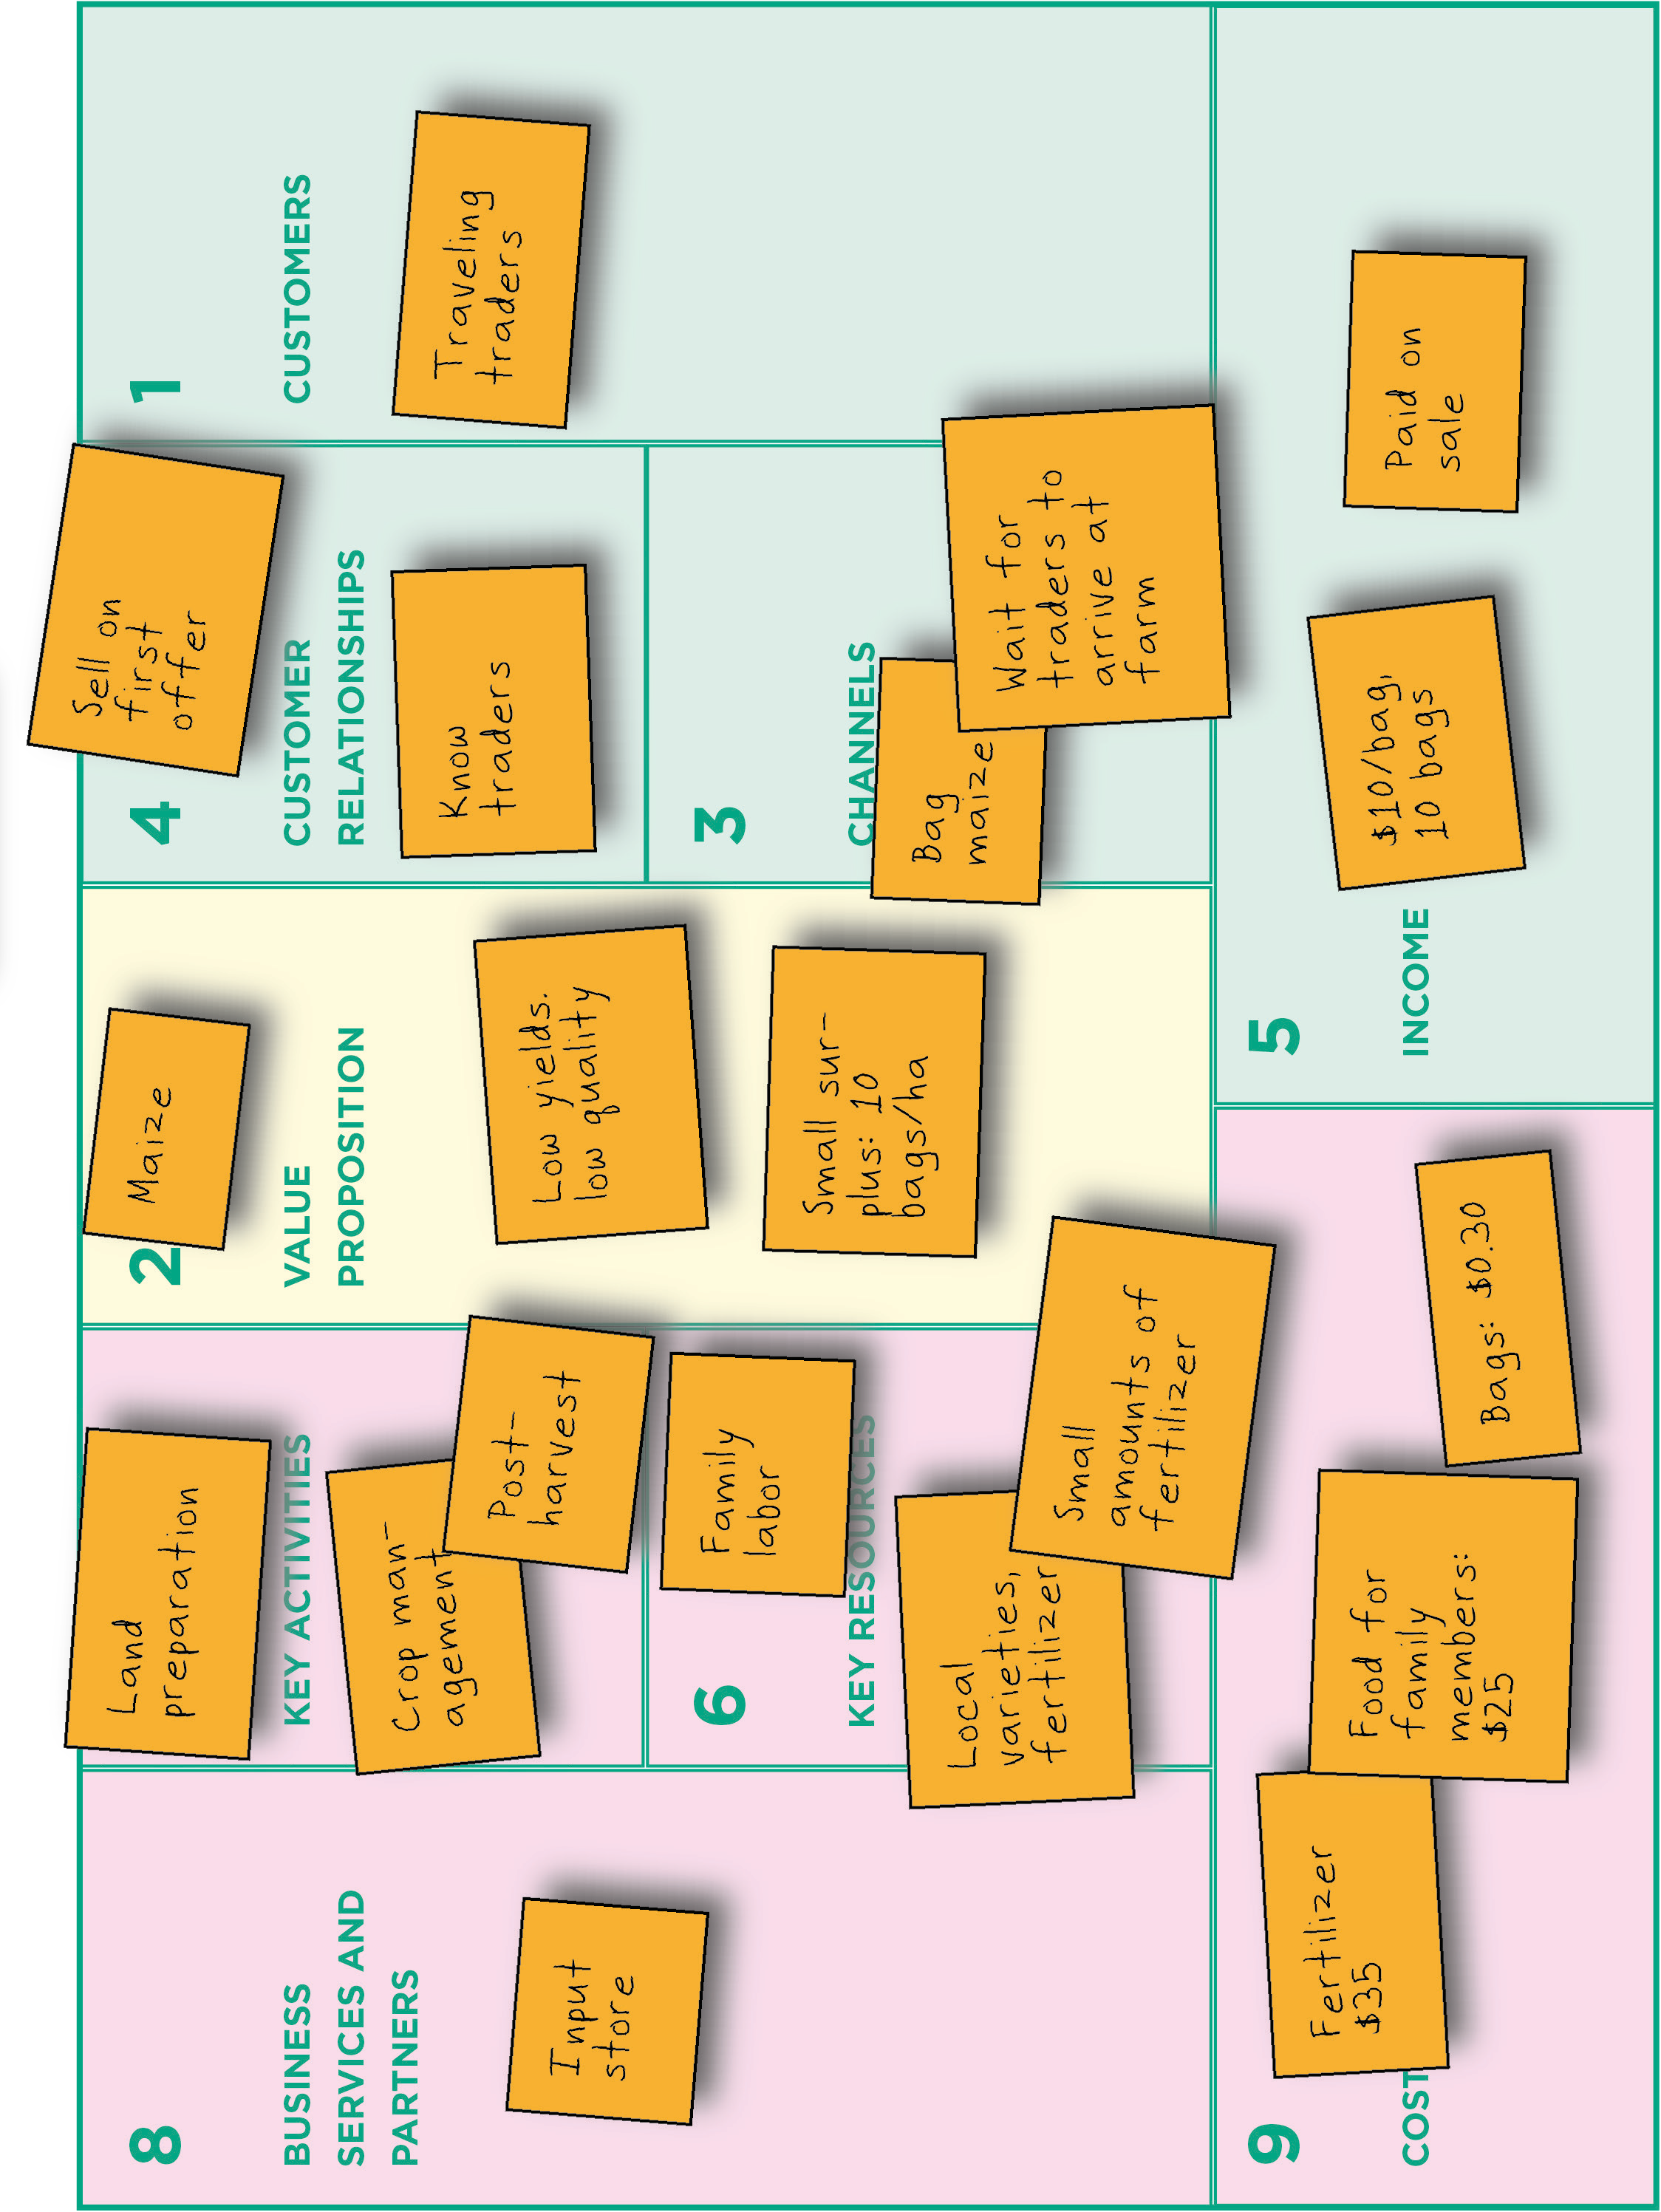 8
BUSINESS
SERVICES AND
PARTNERS
Input
store
Land
preparation
KEY ACTIVITIES
Crop man-
agement
Post-
harvest
6
Family
labor
KEY RESOURCES
Local
varieties,
fertilizer
Small
amounts of
fertilizer
2
Maize
VALUE
PROPOSITION
Low yields.
low quality
Small sur-
plus: 10
bags/ha
4
Sell on
first
offer
CUSTOMER
RELATIONSHIPS
Know
traders
3
CHANNELS
Bag
maize
Wait for
traders to
arrive at
farm
1
CUSTOMERS
Traveling
traders
9
COST
Fertilizer
$35
Food for
family
members:
$25
Bags: $0.30
5
INCOME
$10/bag,
10 bags
Paid on
sale